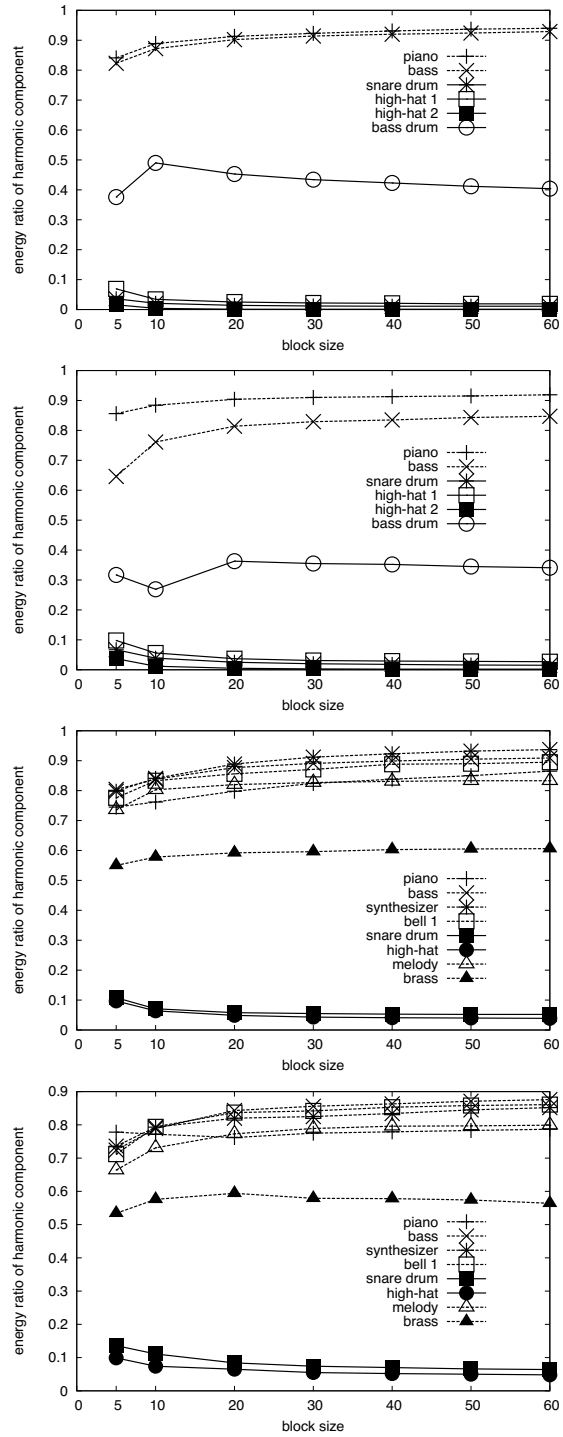 1
0.9
0.8
0.7
0.6
0.5
0.4
0.3
0.2
0.1
0
energy ratio of harmonic component
piano
bass
snare drum
high-hat 1
high-hat 2
bass drum
0 5 10 20 30 40 50 60
block size
1
0.9
0.8
0.7
0.6
0.5
0.4
0.3
0.2
0.1
0
energy ratio of harmonic component
piano
bass
snare drum
high-hat 1
high-hat 2
bass drum
0 5 10 20 30 40 50 60
block size
1
0.9
0.8
0.7
0.6
0.5
0.4
0.3
0.2
0.1
0
energy ratio of harmonic component
piano
bass
synthesizer
bell 1
snare drum
high-hat
melody
brass
0 5 10 20 30 40 50 60
block size
0.9
0.8
0.7
0.6
0.5
0.4
0.3
0.2
0.1
0
energy ratio of harmonic component
piano
bass
synthesizer
bell 1
snare drum
high-hat
melody
brass
0 5 10 20 30 40 50 60
block size